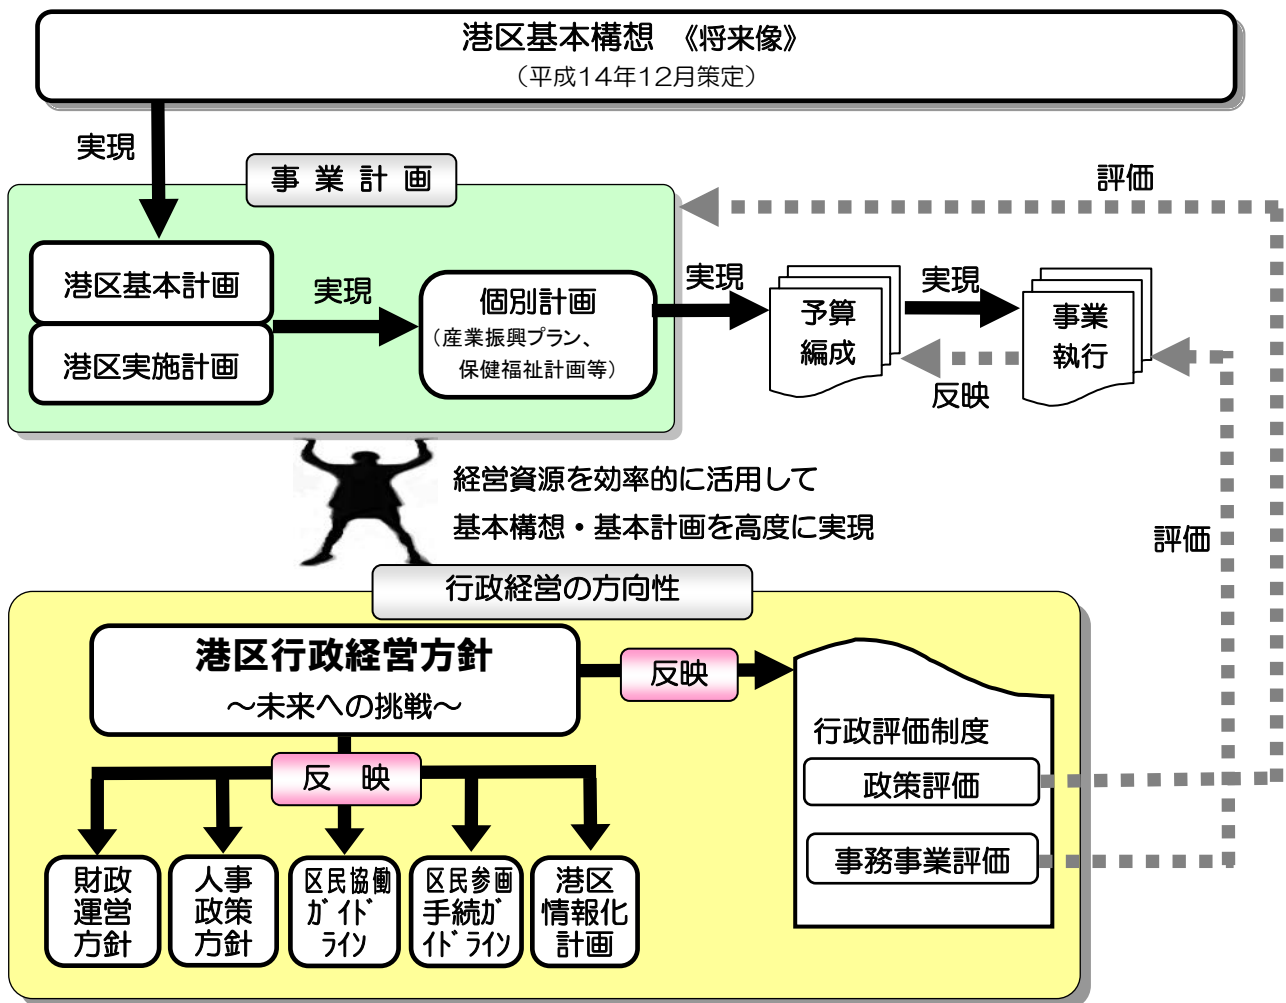 港区基本構想 《将来像》
（平成14年12月策定）
実現
事 業 計 画
評価
港区基本計画
港区実施計画
実現
個別計画
（産業振興プラン、
保健福祉計画等）
実現
予算
編成
実現
事業
執行
反映
経営資源を効率的に活用して
基本構想・基本計画を高度に実現
評価
行政経営の方向性
港区行政経営方針
～未来への挑戦～
反映
行政評価制度
政策評価
事務事業評価
反 映
財政
運営
方針
人事
政策
方針
区民協働
ｶﾞｲﾄﾞ
ﾗｲﾝ
区民参画
手続ｶﾞ
ｲﾄﾞﾗｲﾝ
港区
情報化
計画